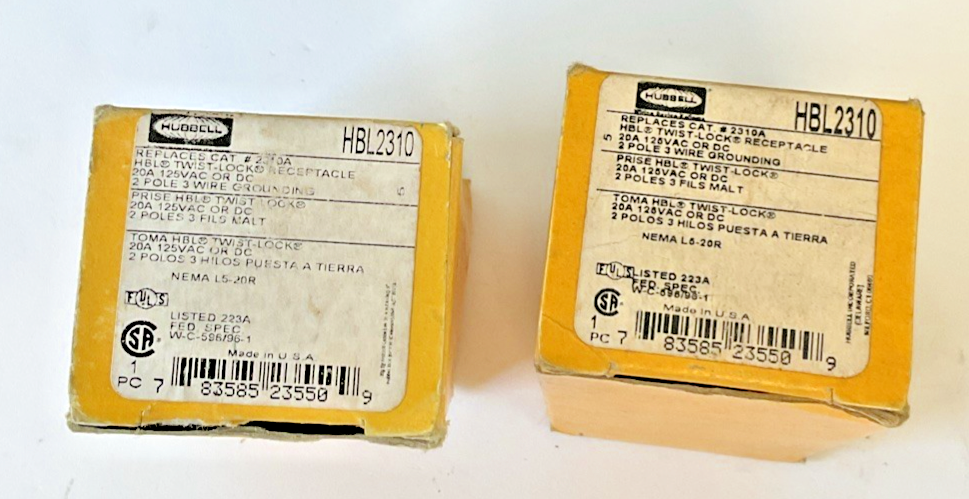 HUBBELL
HBL2310
REPLACES CAT. # 2310A
HBL® TWIST-LOCK® RECEPTACLE
20A 125VAC OR DC
2 POLE 3 WIRE GROUNDING
5
PRISE HBL® TWIST-LOCK®
20A 125VAC OR DC
2 POLES 3 FILS MALT
TOMA HBL® TWIST-LOCK®
20A 125VAC OR DC
2 POLOS 3 HILOS PUESTA A TIERRA
NEMA L5-20R
LISTED 223A
FED. SPEC
W-C-596/96-1
Made in U.S.A
1
PC 7 83585 23550 9
HUBBELL
HBL2310
REPLACES CAT. # 2310A
HBL® TWIST-LOCK® RECEPTACLE
20A 125VAC OR DC
2 POLE 3 WIRE GROUNDING
5
PRISE HBL® TWIST-LOCK®
20A 125VAC OR DC
2 POLES 3 FILS MALT
TOMA HBL® TWIST-LOCK®
20A 125VAC OR DC
2 POLOS 3 HILOS PUESTA A TIERRA
NEMA L5-20R
LISTED 223A
FED. SPEC
W-C-596/96-1
Made in U.S.A
1
PC 7 83585 23550 9
HUBBELL INCORPORATED
(DELAWARE)